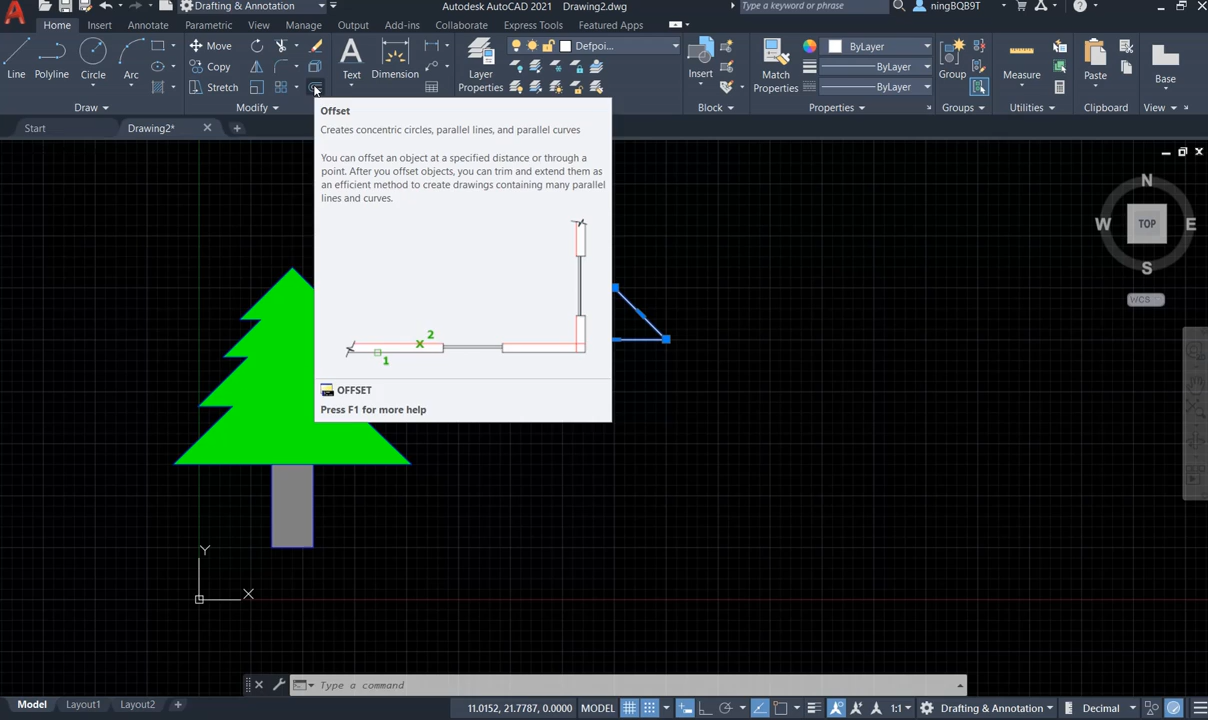 Drafting & Annotation
Autodesk AutoCAD 2021 Drawing2.dwg
Type a keyword or phrase
ningBQB9T
Home Insert Annotate Parametric View Manage Output Add-ins Collaborate Express Tools Featured Apps
Line
Polyline
Circle
Arc
Move
Copy
Stretch
Text
Dimension
Layer
Properties
Defpoi...
Insert
Match
Properties
ByLayer
ByLayer
ByLayer
Group
Measure
Paste
Base
Draw
Modify
Block
Properties
Groups
Utilities
Clipboard
View
Start
Drawing2*
Offset
Creates concentric circles, parallel lines, and parallel curves
You can offset an object at a specified distance or through a
point. After you offset objects, you can trim and extend them as
an efficient method to create drawings containing many parallel
lines and curves.
2
1
OFFSET
Press F1 for more help
N
W TOP E
S
WCS
Y
X
Type a command
Model Layout1 Layout2
11.0152, 21.7787, 0.0000 MODEL
1:1
Drafting & Annotation
Decimal